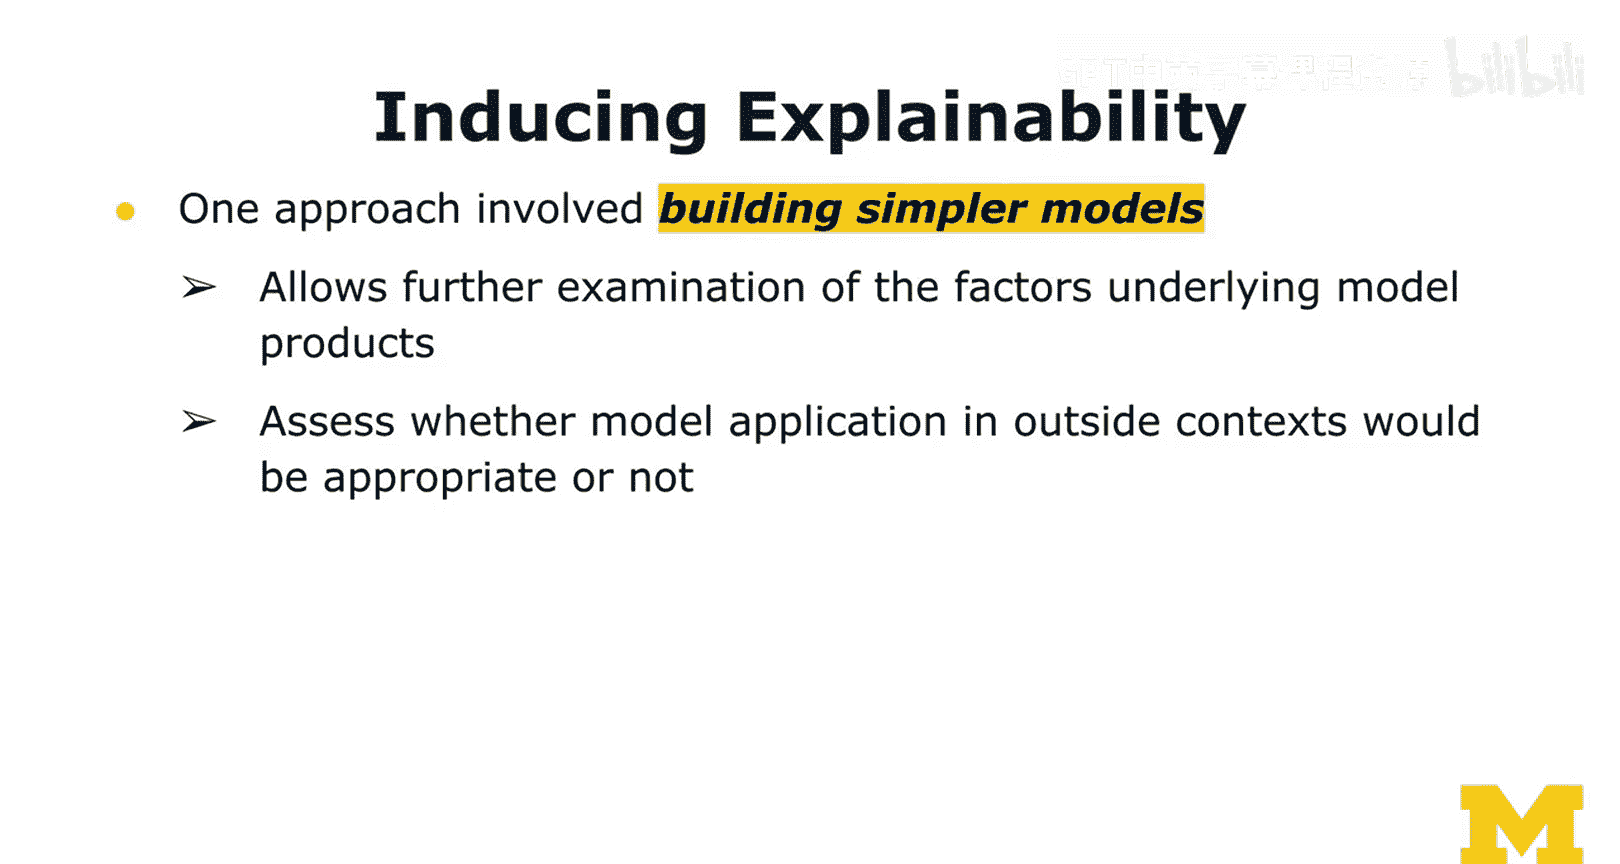 Inducing Explainability
One approach involved building simpler models
Allows further examination of the factors underlying model
products
Assess whether model application in outside contexts would
be appropriate or not
bilibili
M